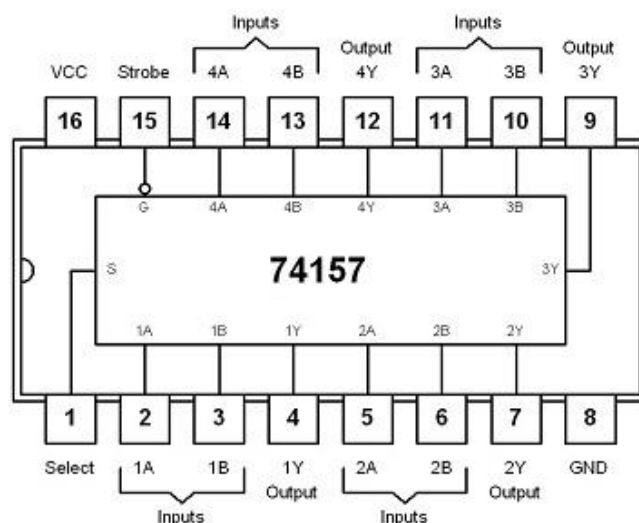 Inputs Inputs
Output Output
VCC Strobe 4A 4B 4Y 3A 3B 3Y
16 15 14 13 12 11 10 9
G 4A 4B 4Y 3A 3B
S 74157 3Y
1A 1B 1Y 2A 2B 2Y
1 2 3 4 5 6 7 8
Select 1A 1B 1Y 2A 2B 2Y GND
Output Output
Inputs Inputs